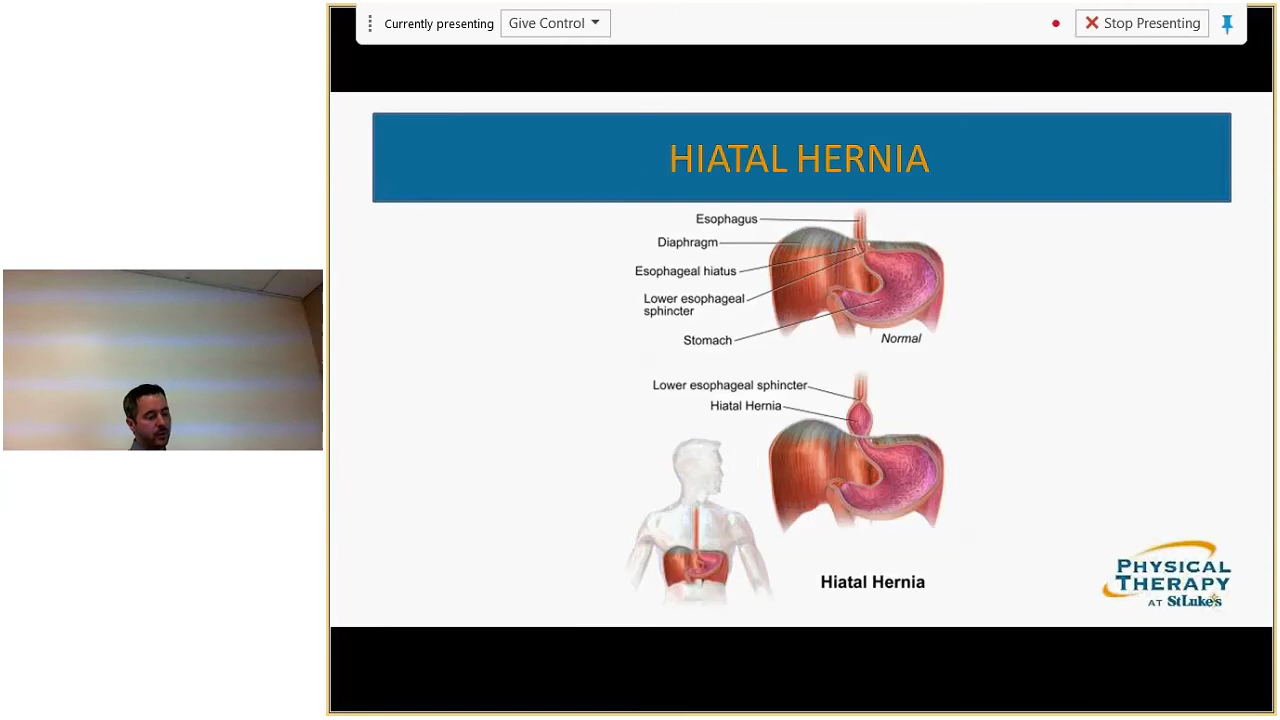 Currently presenting
Give Control
Stop Presenting
HIATAL HERNIA
Esophagus
Diaphragm
Esophageal hiatus
Lower esophageal
sphincter
Stomach
Normal
Lower esophageal sphincter
Hiatal Hernia
Hiatal Hernia
PHYSICAL
THERAPY
AT StLuke's